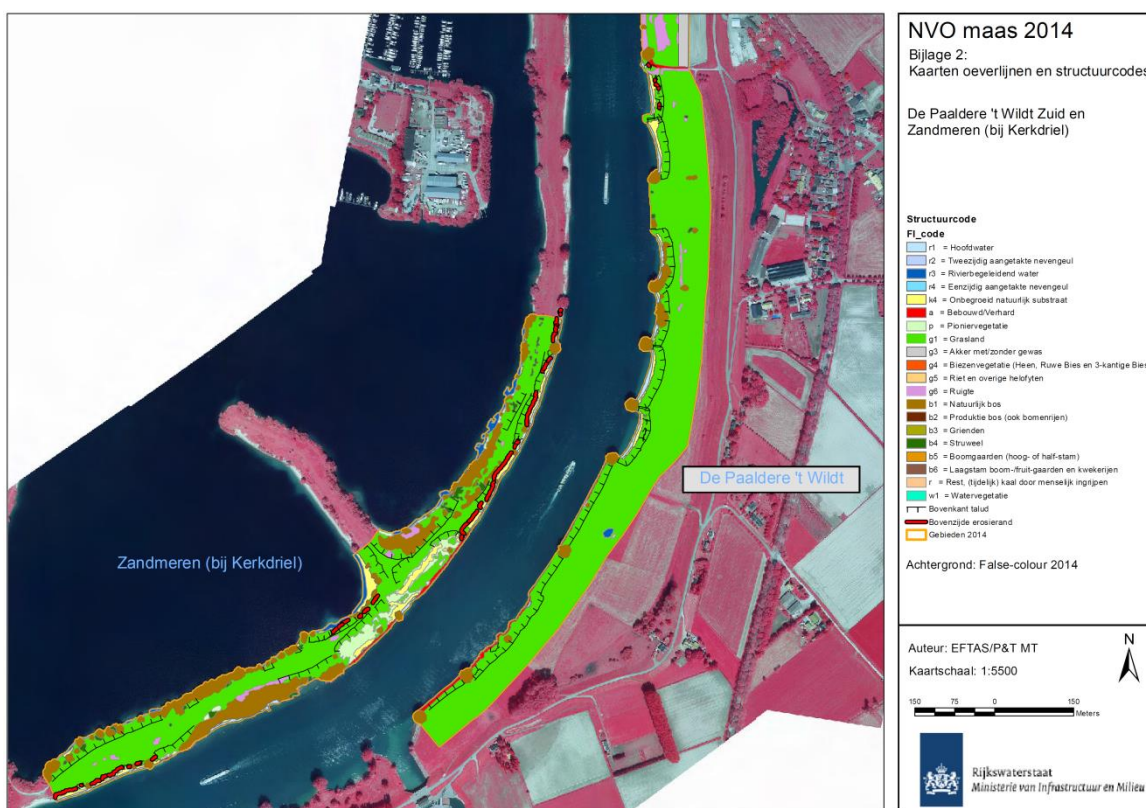 NVO maas 2014
Bijlage 2:
Kaarten oeverlijnen en structuurcodes
De Paaldere 't Wildt Zuid en
Zandmeren (bij Kerkdriel)
Structuurcode
Fl_code
r1 = Hoofdwater
r2 = Tweezijdig aangetakte nevengeul
r3 = Rivierbegeleidend water
r4 = Eenzijdig aangetakte nevengeul
k4 = Onbegroeid natuurlijk substraat
a = Bebouwd/Verhard
p = Pioniervegetatie
g1 = Grasland
g3 = Akker met/zonder gewas
g4 = Biezenvegetatie (Heen, Ruwe Bies en 3-kantige Bies
g5 = Riet en overige helofyten
g6 = Ruigte
b1 = Natuurlijk bos
b2 = Produktie bos (ook bomenrijen)
b3 = Grienden
b4 = Struweel
b5 = Boomgaarden (hoog- of half-stam)
b6 = Laagstam boom-/fruit-gaarden en kwekerijen
r = Rest, (tijdelijk) kaal door menselijk ingrijpen
w1 = Watervegetatie
Bovenkant talud
Bovenzijde erosierand
Gebieden 2014
Achtergrond: False-colour 2014
De Paaldere 't Wildt
Zandmeren (bij Kerkdriel)
Auteur: EFTAS/P&T MT
Kaartschaal: 1:5500
N
150 75 0 150
Meters
Rijkswaterstaat
Ministerie van Infrastructuur en Milieu